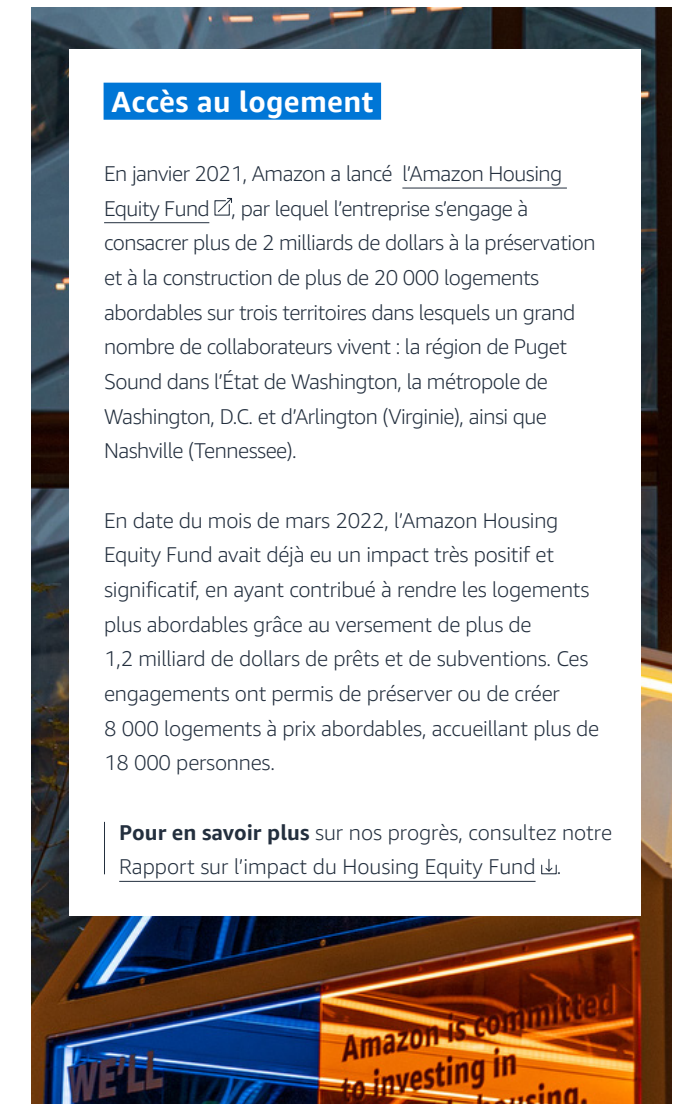 Accès au logement
En janvier 2021, Amazon a lancé l’Amazon Housing
Equity Fund, par lequel l’entreprise s’engage à
consacrer plus de 2 milliards de dollars à la préservation
et à la construction de plus de 20 000 logements
abordables sur trois territoires dans lesquels un grand
nombre de collaborateurs vivent : la région de Puget
Sound dans l’État de Washington, la métropole de
Washington, D.C. et d’Arlington (Virginie), ainsi que
Nashville (Tennessee).
En date du mois de mars 2022, l’Amazon Housing
Equity Fund avait déjà eu un impact très positif et
significatif, en ayant contribué à rendre les logements
plus abordables grâce au versement de plus de
1,2 milliard de dollars de prêts et de subventions. Ces
engagements ont permis de préserver ou de créer
8 000 logements à prix abordables, accueillant plus de
18 000 personnes.
Pour en savoir plus sur nos progrès, consultez notre
Rapport sur l’impact du Housing Equity Fund.
WE'LL
Amazon is committed
to investing in
housing.